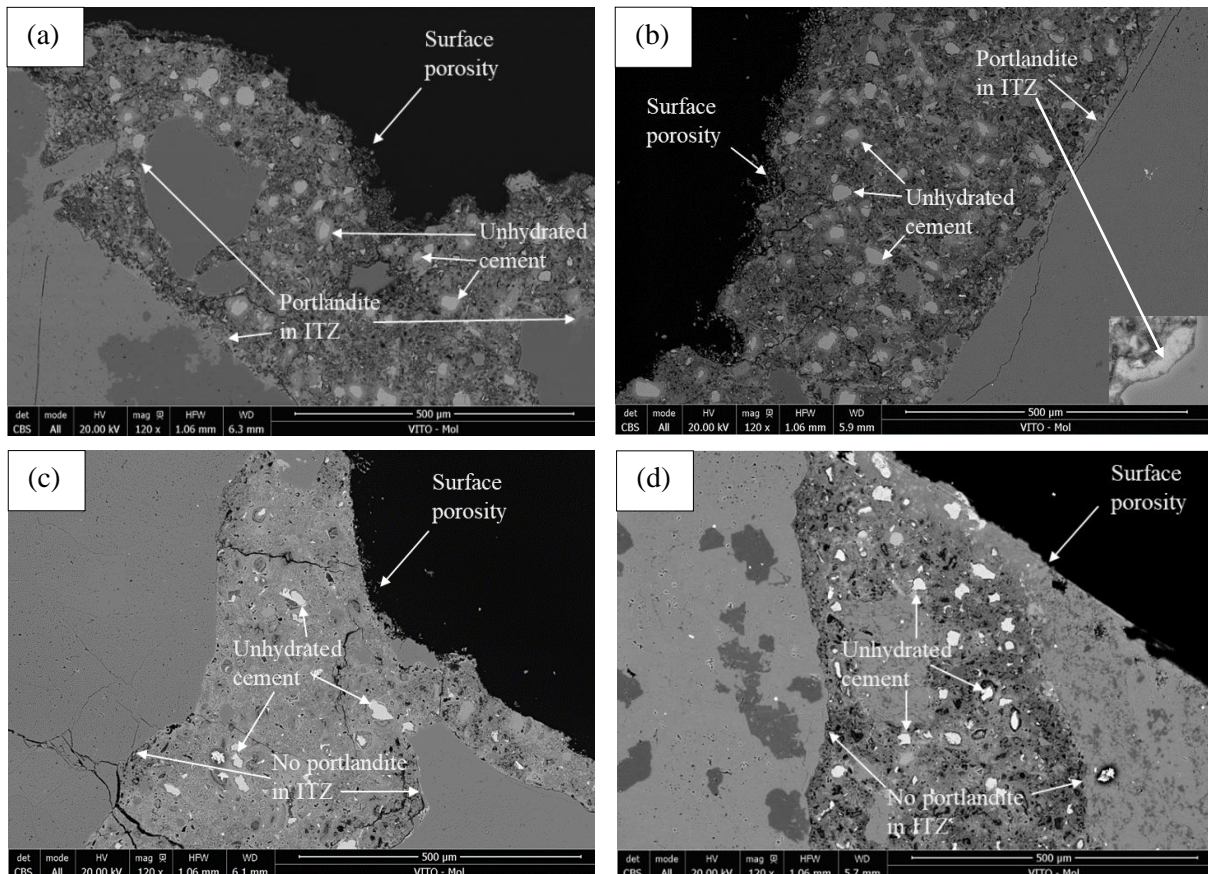 (a)
Surface
porosity
Unhydrated
cement
Portlandite
in ITZ
det mode HV mag HFW WD 500 µm
CBS All 20.00 kV 120 x 1.06 mm 6.3 mm VITO - Mol
(b)
Portlandite
in ITZ
Surface
porosity
Unhydrated
cement
det mode HV mag HFW WD 500 µm
CBS All 20.00 kV 120 x 1.06 mm 5.9 mm VITO - Mol
(c)
Surface
porosity
Unhydrated
cement
No portlandite
in ITZ
det mode HV mag HFW WD 500 µm
CBS All 20.00 kV 120 x 1.06 mm 6.1 mm VITO - Mol
(d)
Surface
porosity
Unhydrated
cement
No portlandite
in ITZ
det mode HV mag HFW WD 500 µm
CBS All 20.00 kV 120 x 1.06 mm 5.7 mm VITO - Mol